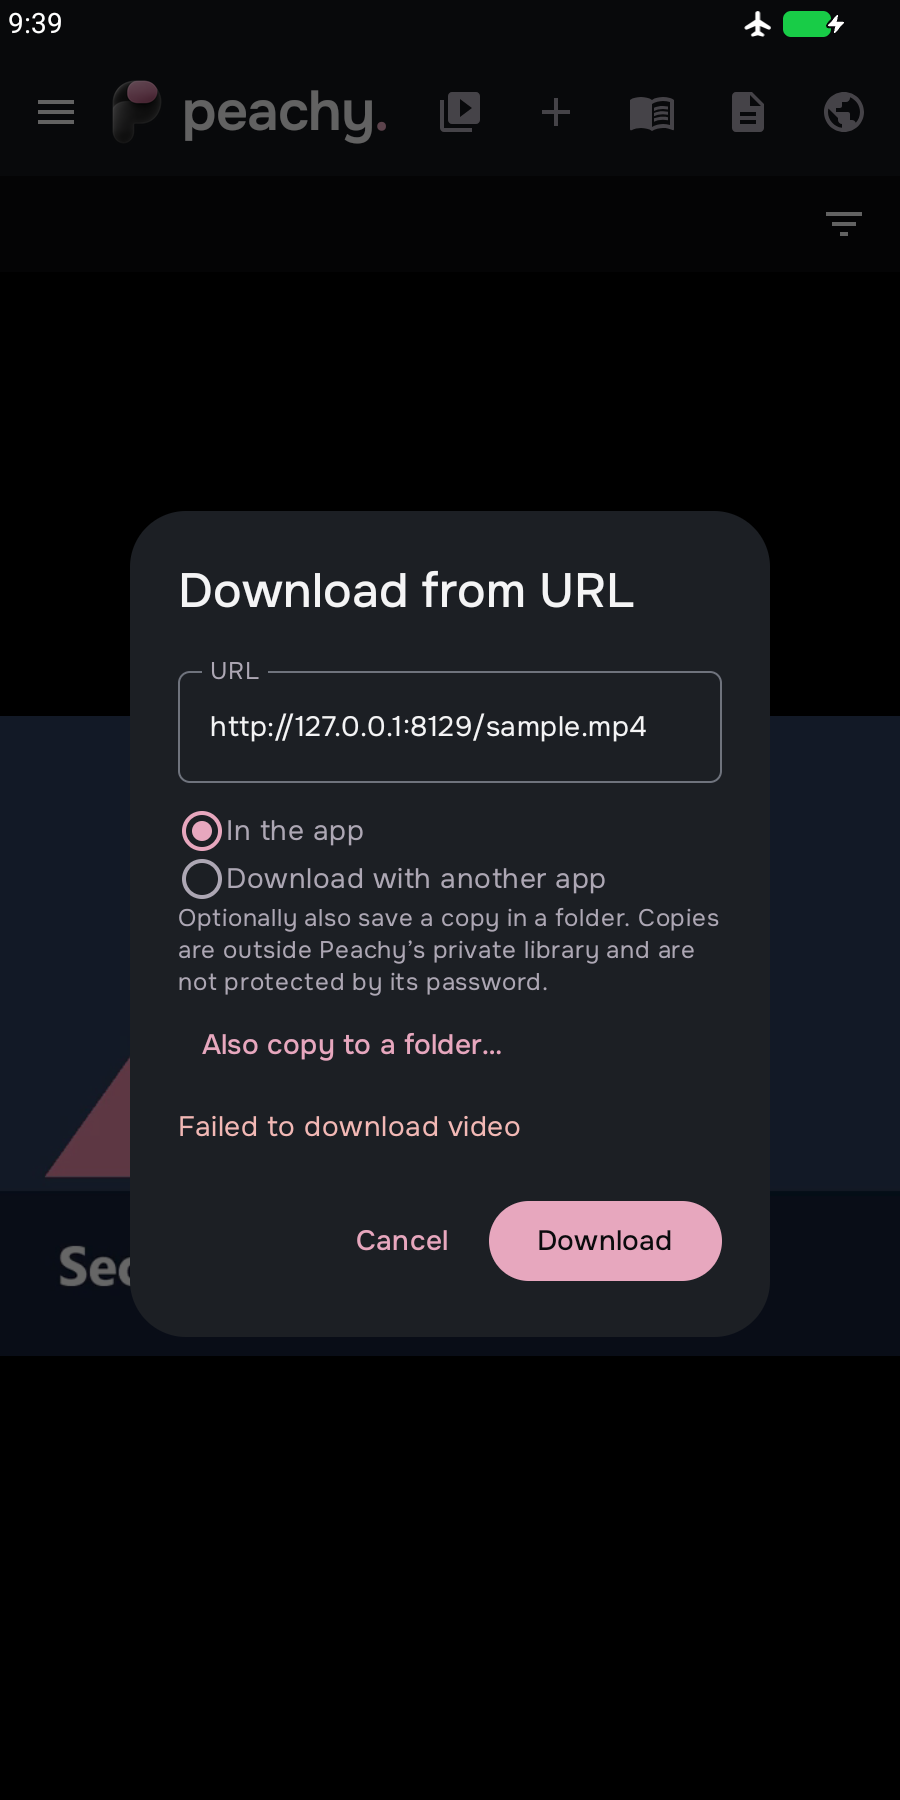 9:39
peachy.
Download from URL
URL
http://127.0.0.1:8129/sample.mp4
In the app
Download with another app
Optionally also save a copy in a folder. Copies
are outside Peachy’s private library and are
not protected by its password.
Also copy to a folder...
Failed to download video
Cancel
Download